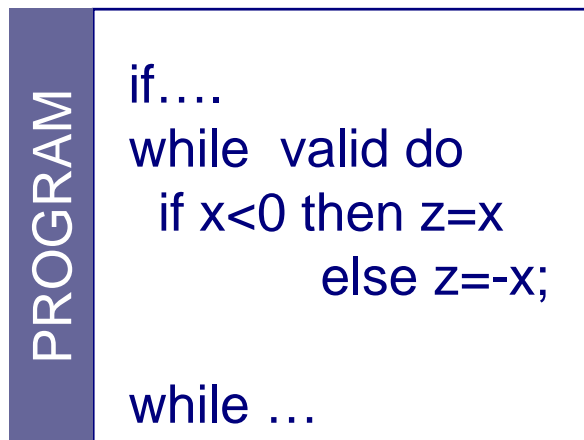 PROGRAM
if….
while valid do
if x<0 then z=x
else z=-x;
while …